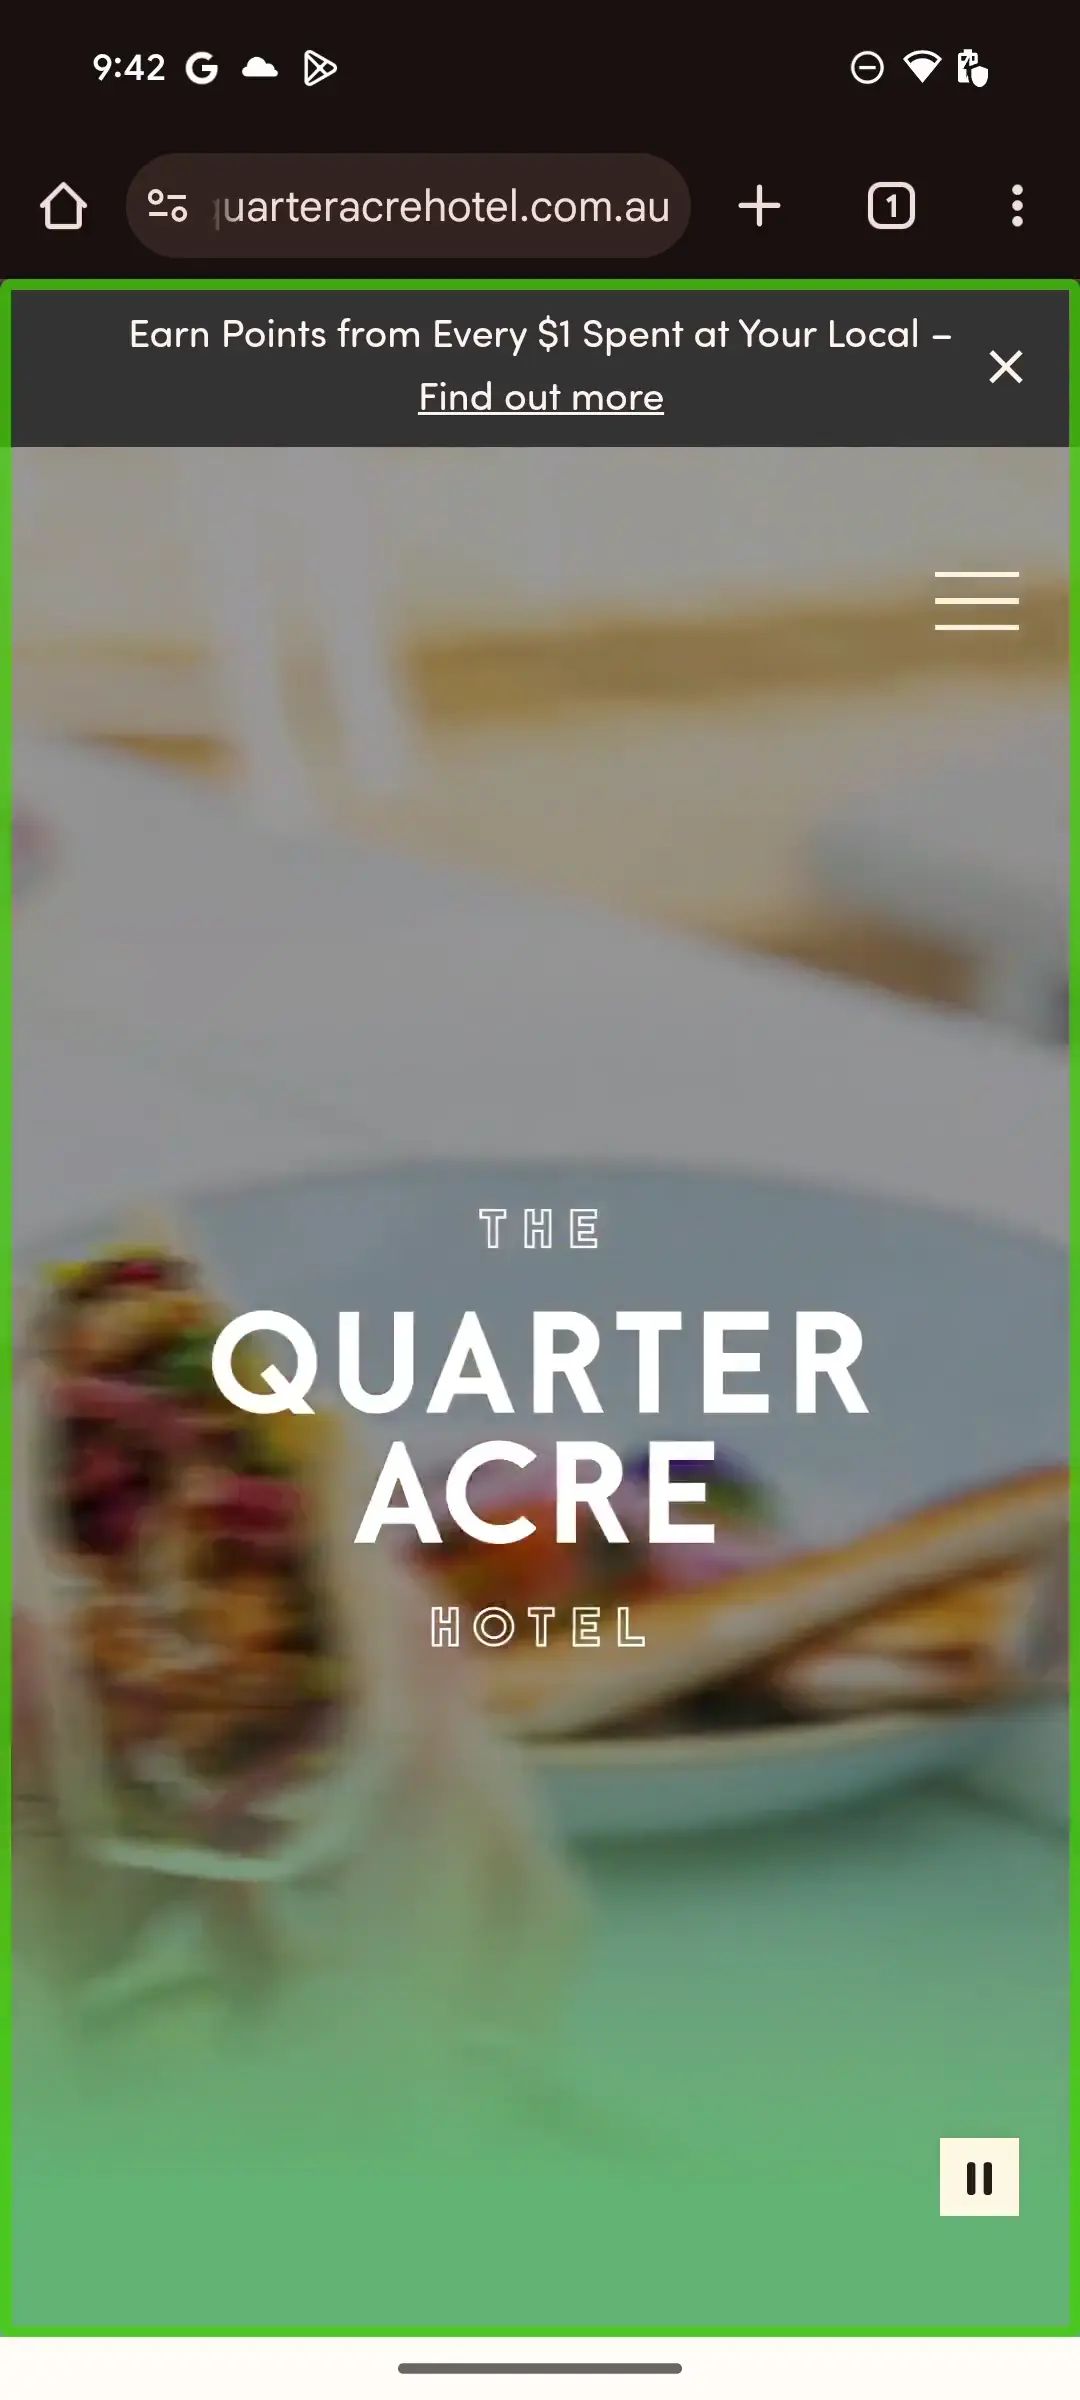 9:42
uarteracrehotel.com.au
1
Earn Points from Every $1 Spent at Your Local –
Find out more
THE
QUARTER
ACRE
HOTEL